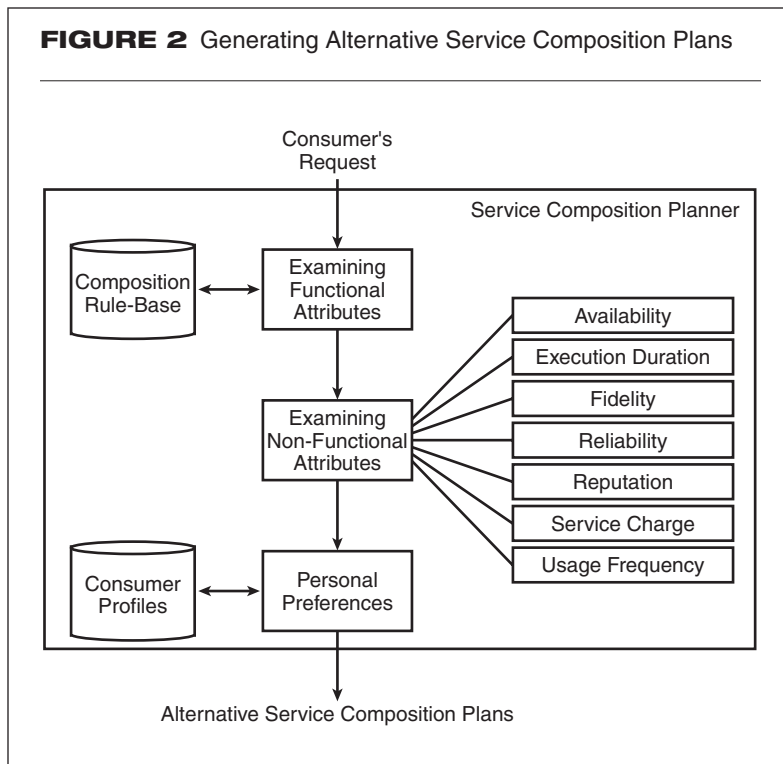 FIGURE 2 Generating Alternative Service Composition Plans
Consumer's
Request
Service Composition Planner
Composition
Rule-Base
Examining
Functional
Attributes
Availability
Execution Duration
Fidelity
Reliability
Reputation
Service Charge
Usage Frequency
Examining
Non-Functional
Attributes
Consumer
Profiles
Personal
Preferences
Alternative Service Composition Plans